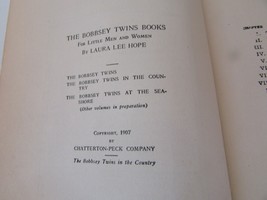 THE BOBBSEY TWINS BOOKS
FOR LITTLE MEN AND WOMEN
BY LAURA LEE HOPE
THE BOBBSEY TWINS
THE BOBBSEY TWINS IN THE COUN-
TRY
THE BOBBSEY TWINS AT THE SEA-
SHORE
(Other volumes in preparation)
COPYRIGHT, 1907
BY
CHATTERTON-PECK COMPANY
The Bobbsey Twins in the Country
CHAPTER
I.
II.